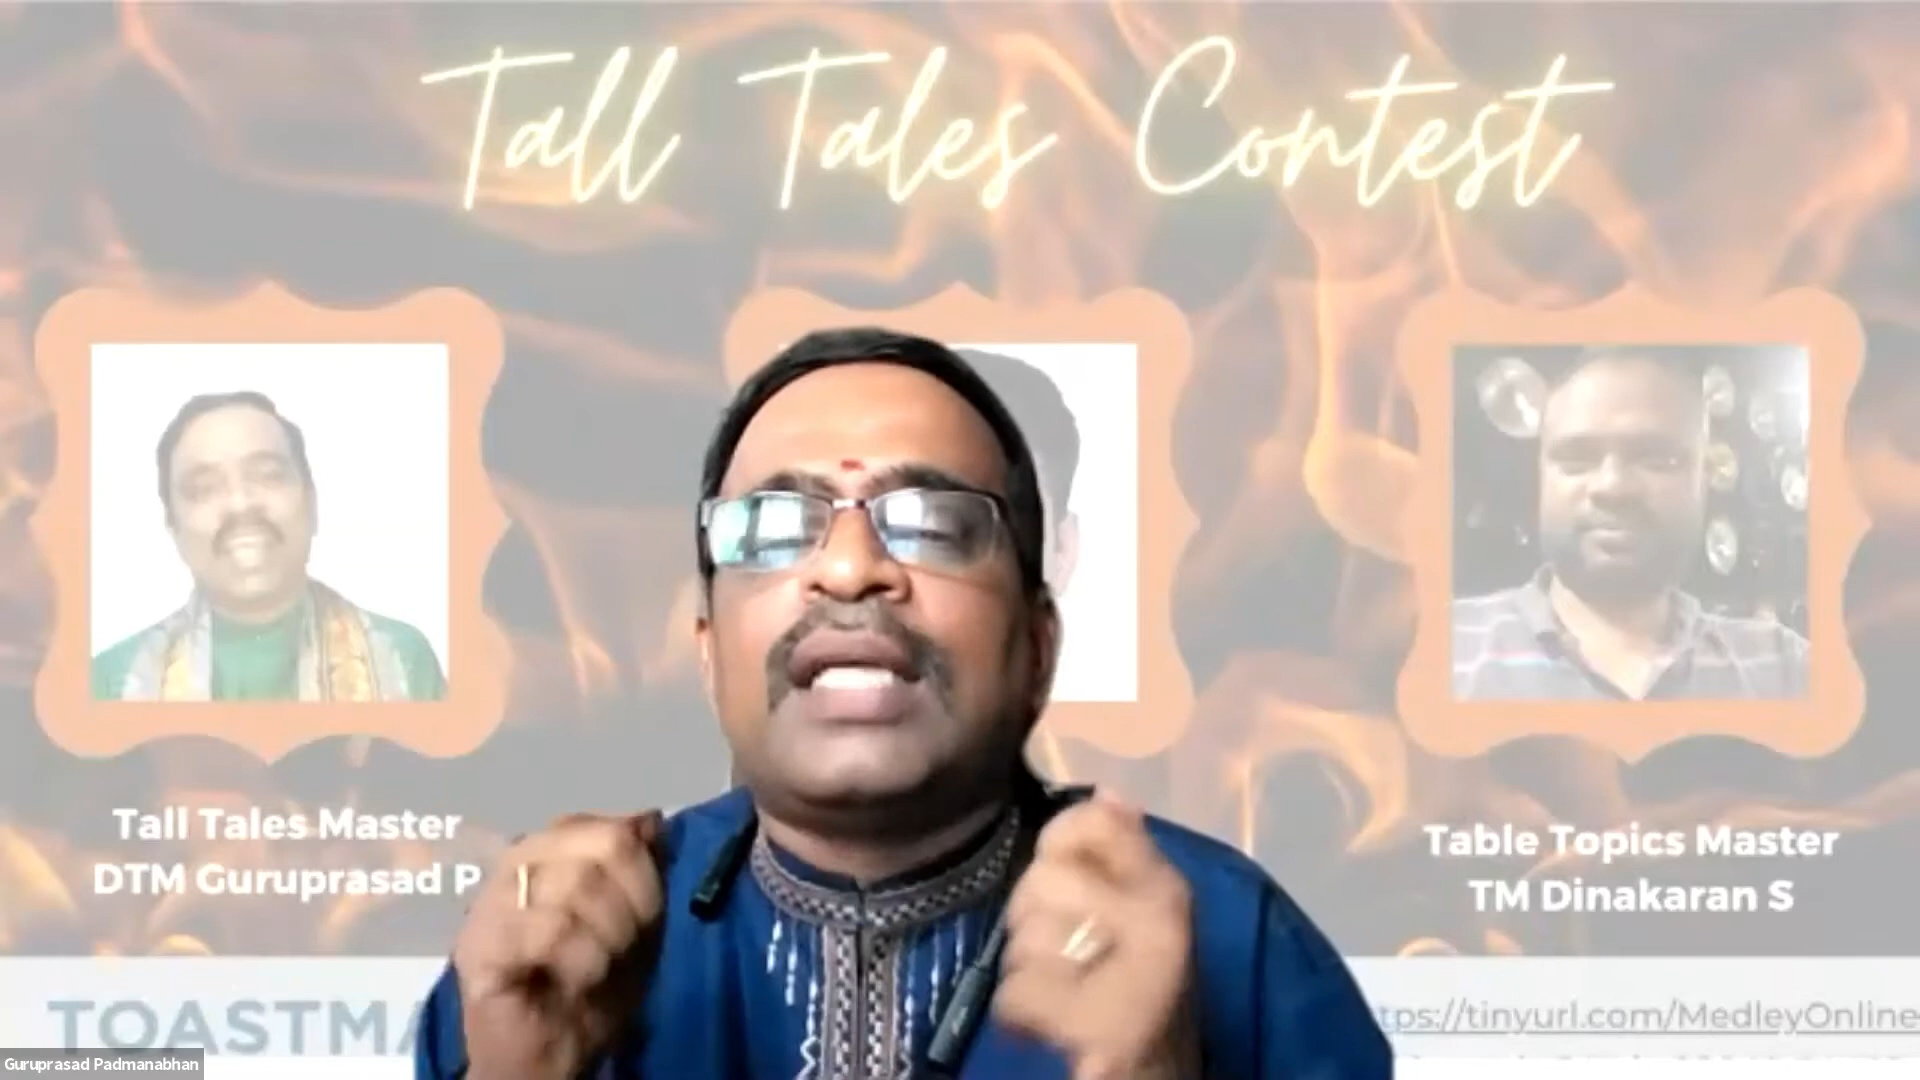 Tall Tales Contest
Tall Tales Master
DTM Guruprasad P
Table Topics Master
TM Dinakaran S
TOASTMA
tps://tinyurl.com/MedleyOnline
Guruprasad Padmanabhan